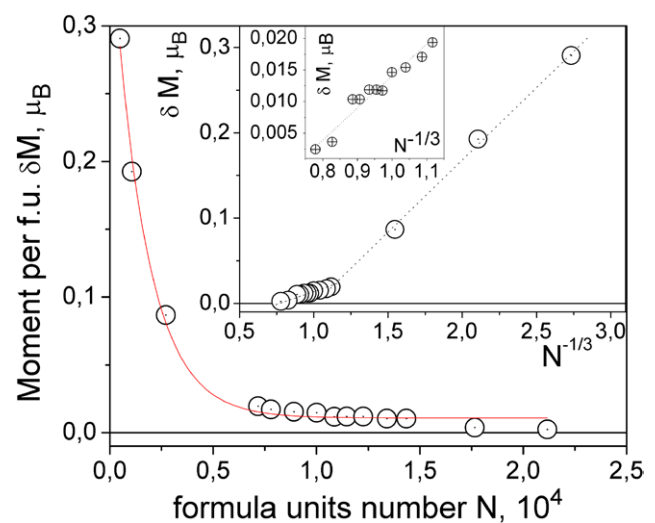 Moment per f.u. δM, μB
0,3
0,2
0,1
0,0
0,0 0,5 1,0 1,5 2,0 2,5
formula units number N, 10^4
δ M, μB
0,3
0,2
0,1
0,0
0,5 1,0 1,5 2,0 2,5 3,0
N^-1/3
δ M, μB
0,020
0,015
0,010
0,005
0,8 0,9 1,0 1,1
N^-1/3